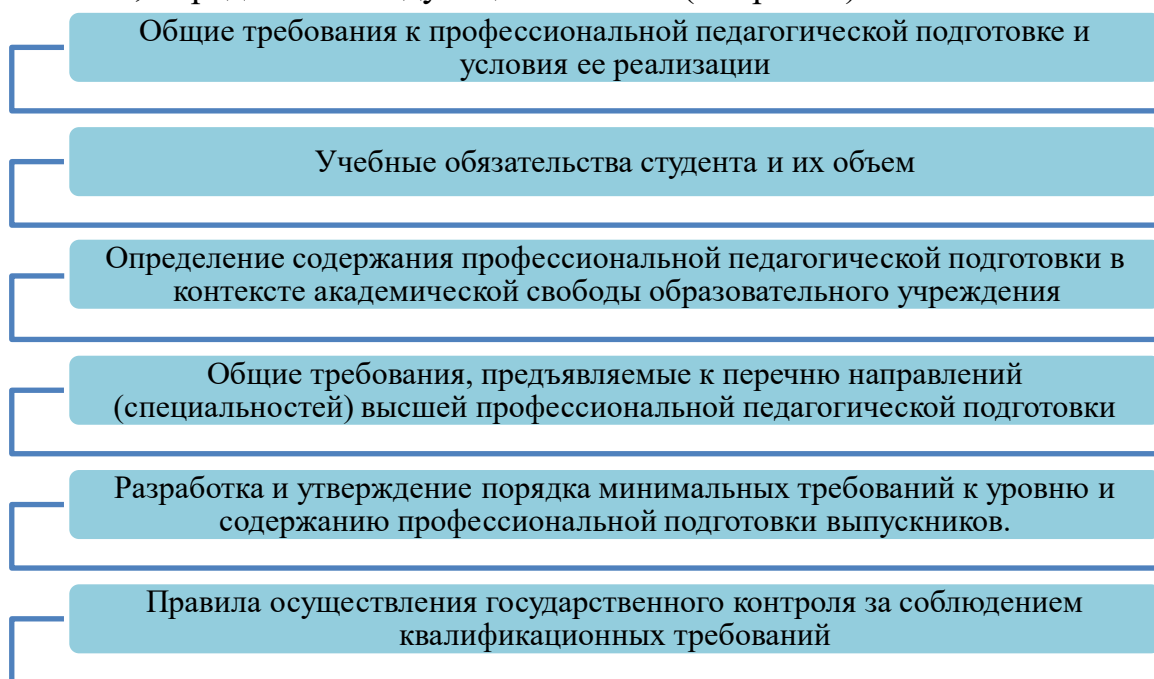 Общие требования к профессиональной педагогической подготовке и
условия ее реализации
Учебные обязательства студента и их объем
Определение содержания профессиональной педагогической подготовки в
контексте академической свободы образовательного учреждения
Общие требования, предъявляемые к перечню направлений
(специальностей) высшей профессиональной педагогической подготовки
Разработка и утверждение порядка минимальных требований к уровню и
содержанию профессиональной подготовки выпускников.
Правила осуществления государственного контроля за соблюдением
квалификационных требований